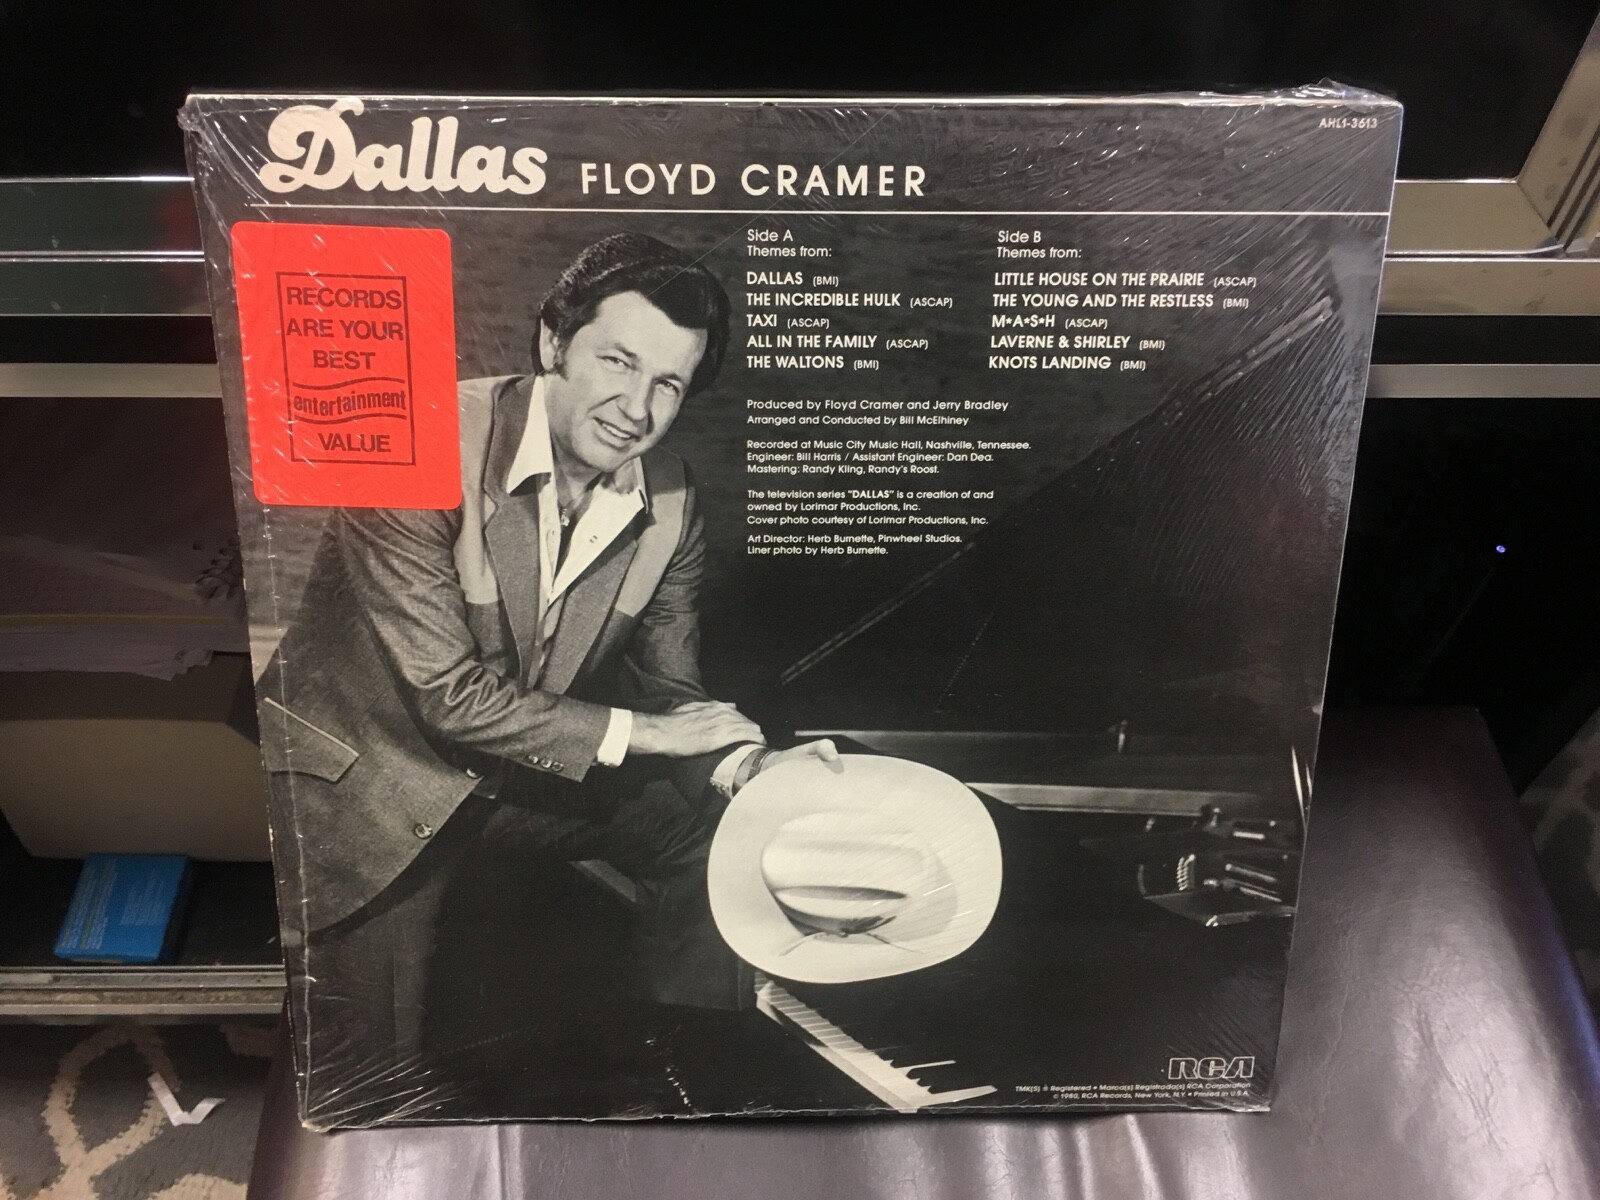 Dallas FLOYD CRAMER
AHL1-3613
RECORDS
ARE YOUR
BEST
entertainment
VALUE
Side A
Themes from:
DALLAS (BMI)
THE INCREDIBLE HULK (ASCAP)
TAXI (ASCAP)
ALL IN THE FAMILY (ASCAP)
THE WALTONS (BMI)
Side B
Themes from:
LITTLE HOUSE ON THE PRAIRIE (ASCAP)
THE YOUNG AND THE RESTLESS (BMI)
M*A*S*H (ASCAP)
LAVERNE & SHIRLEY (BMI)
KNOTS LANDING (BMI)
Produced by Floyd Cramer and Jerry Bradley
Arranged and Conducted by Bill McElhiney
Recorded at Music City Music Hall, Nashville, Tennessee.
Engineer: Bill Harris / Assistant Engineer: Dan Dea.
Mastering: Randy Kling, Randy's Roost.
The television series "DALLAS" is a creation of and
owned by Lorimar Productions, Inc.
Cover photo courtesy of Lorimar Productions, Inc.
Art Director: Herb Burnette, Pinwheel Studios.
Liner photo by Herb Burnette.
RCA
TMK(S) ® Registered • Marca(s) Registrada(s) RCA Corporation
© 1980, RCA Records, New York, N.Y. • Printed in U.S.A.